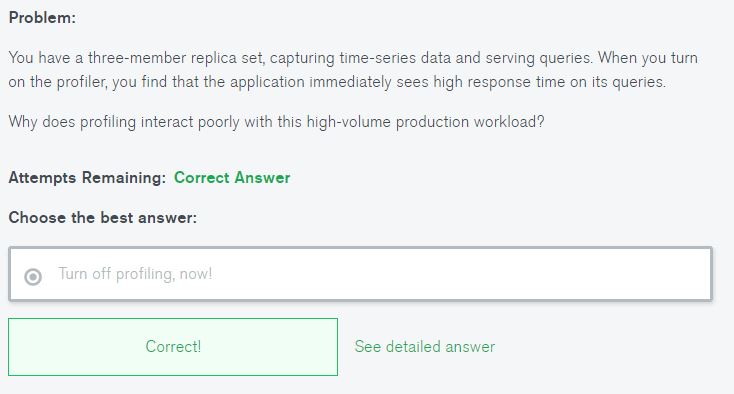 Problem:
You have a three-member replica set, capturing time-series data and serving queries. When you turn
on the profiler, you find that the application immediately sees high response time on its queries.
Why does profiling interact poorly with this high-volume production workload?
Attempts Remaining: Correct Answer
Choose the best answer:
Turn off profiling, now!
Correct!
See detailed answer